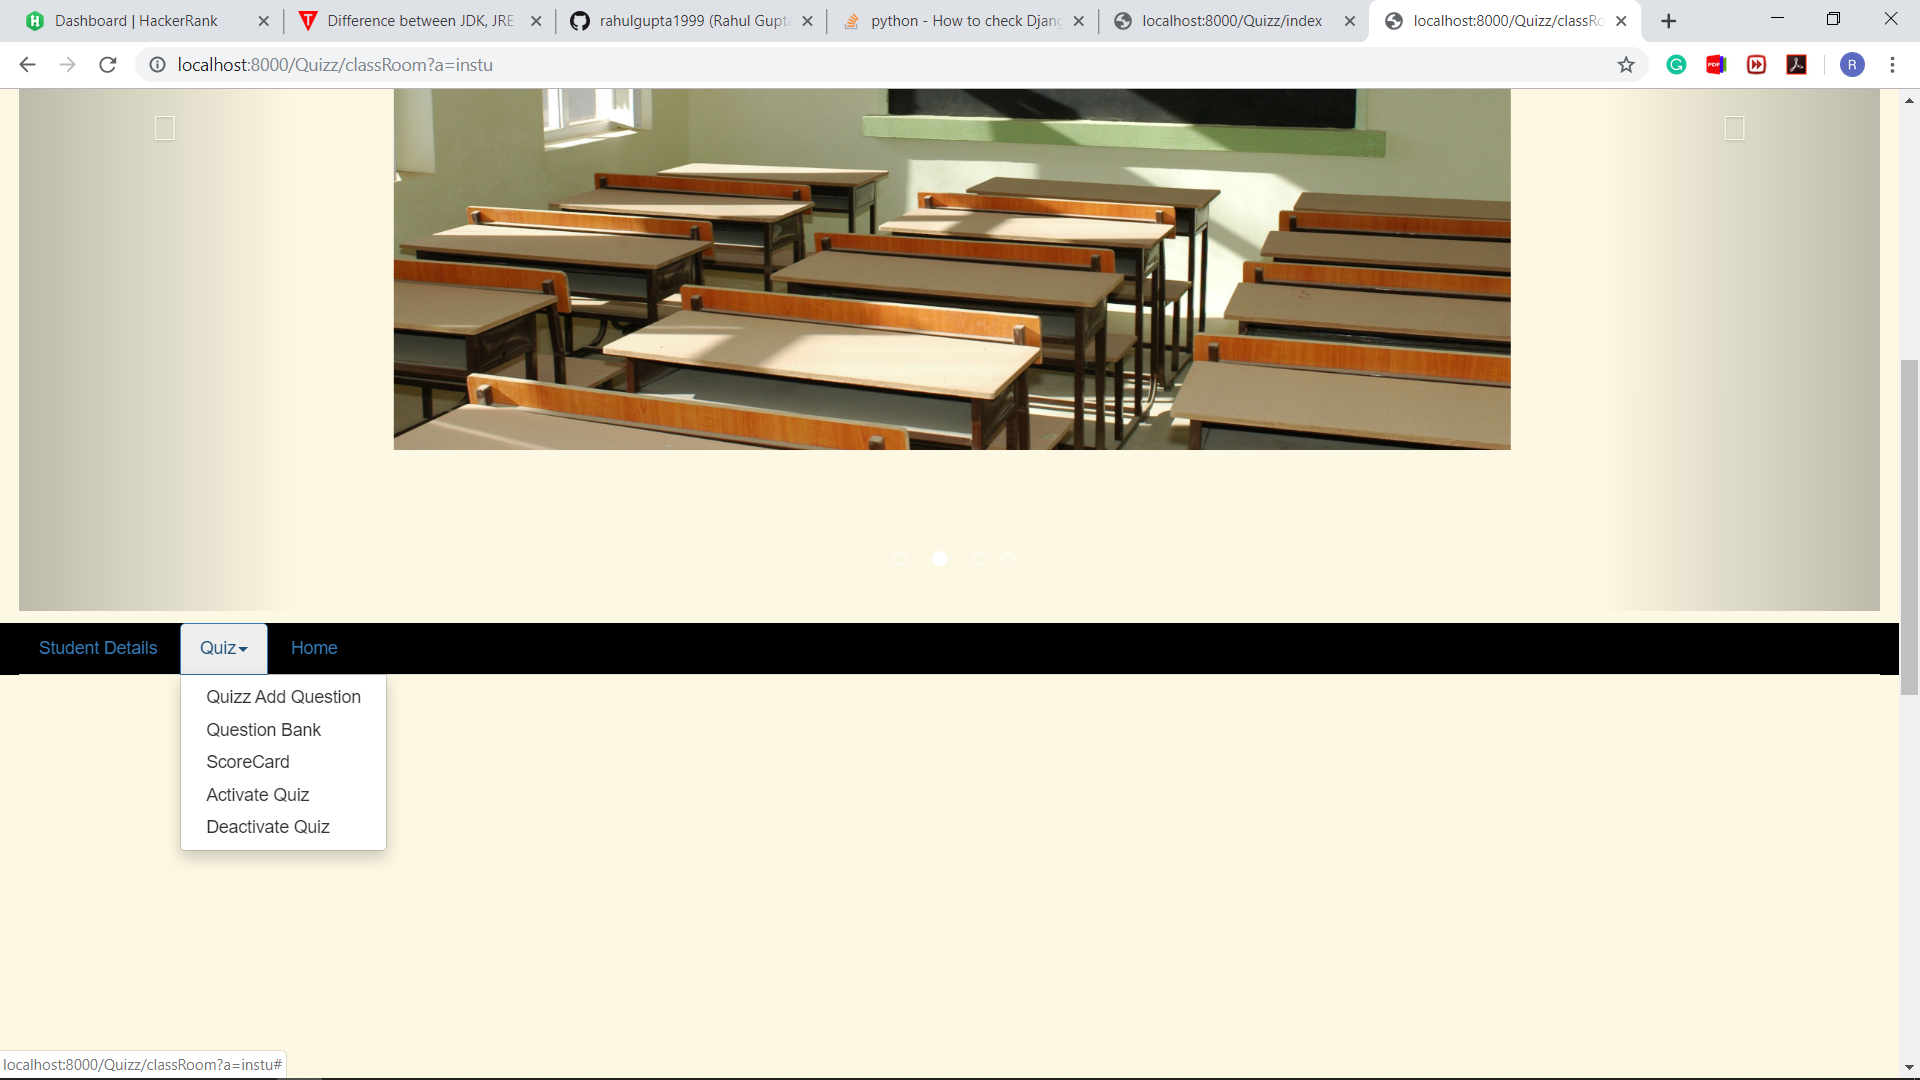 Dashboard | HackerRank
Difference between JDK, JRE
rahulgupta1999 (Rahul Gupt
python - How to check Djan
localhost:8000/Quizz/index
localhost:8000/Quizz/classRo
localhost:8000/Quizz/classRoom?a=instu
PDF
R
Student Details
Quiz
Home
Quizz Add Question
Question Bank
ScoreCard
Activate Quiz
Deactivate Quiz
localhost:8000/Quizz/classRoom?a=instu#